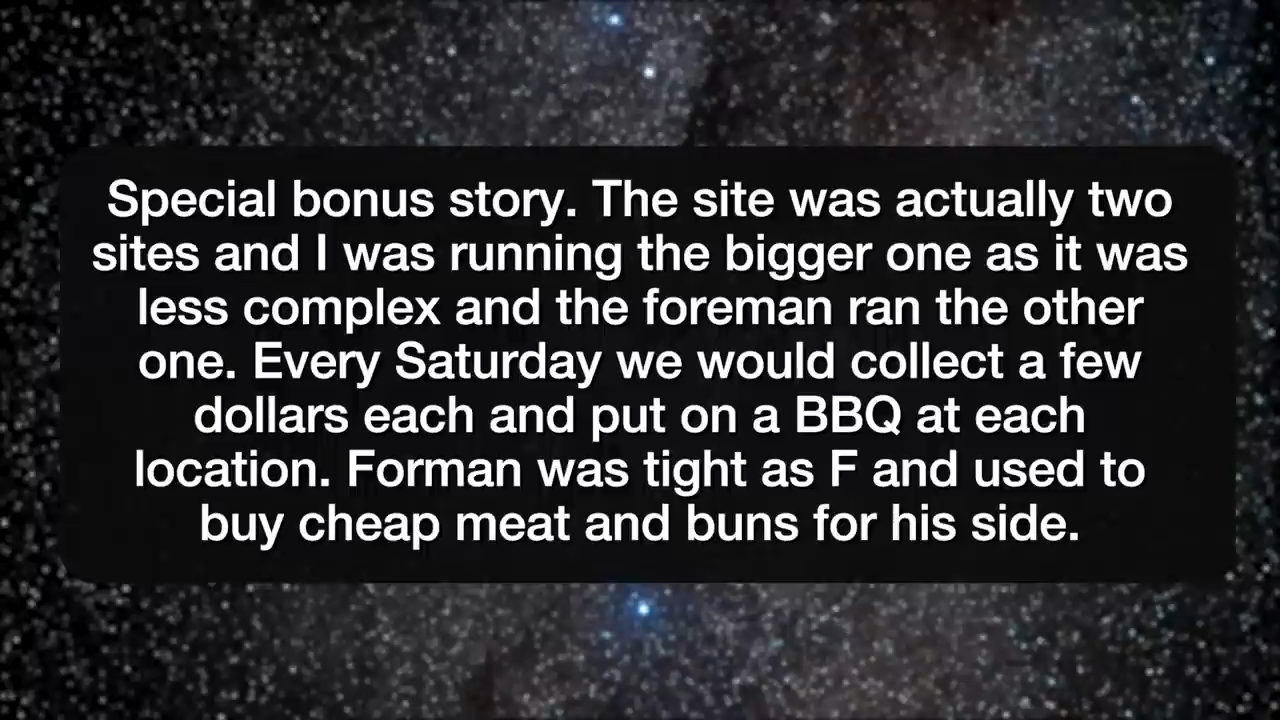 Special bonus story. The site was actually two
sites and I was running the bigger one as it was
less complex and the foreman ran the other
one. Every Saturday we would collect a few
dollars each and put on a BBQ at each
location. Forman was tight as F and used to
buy cheap meat and buns for his side.